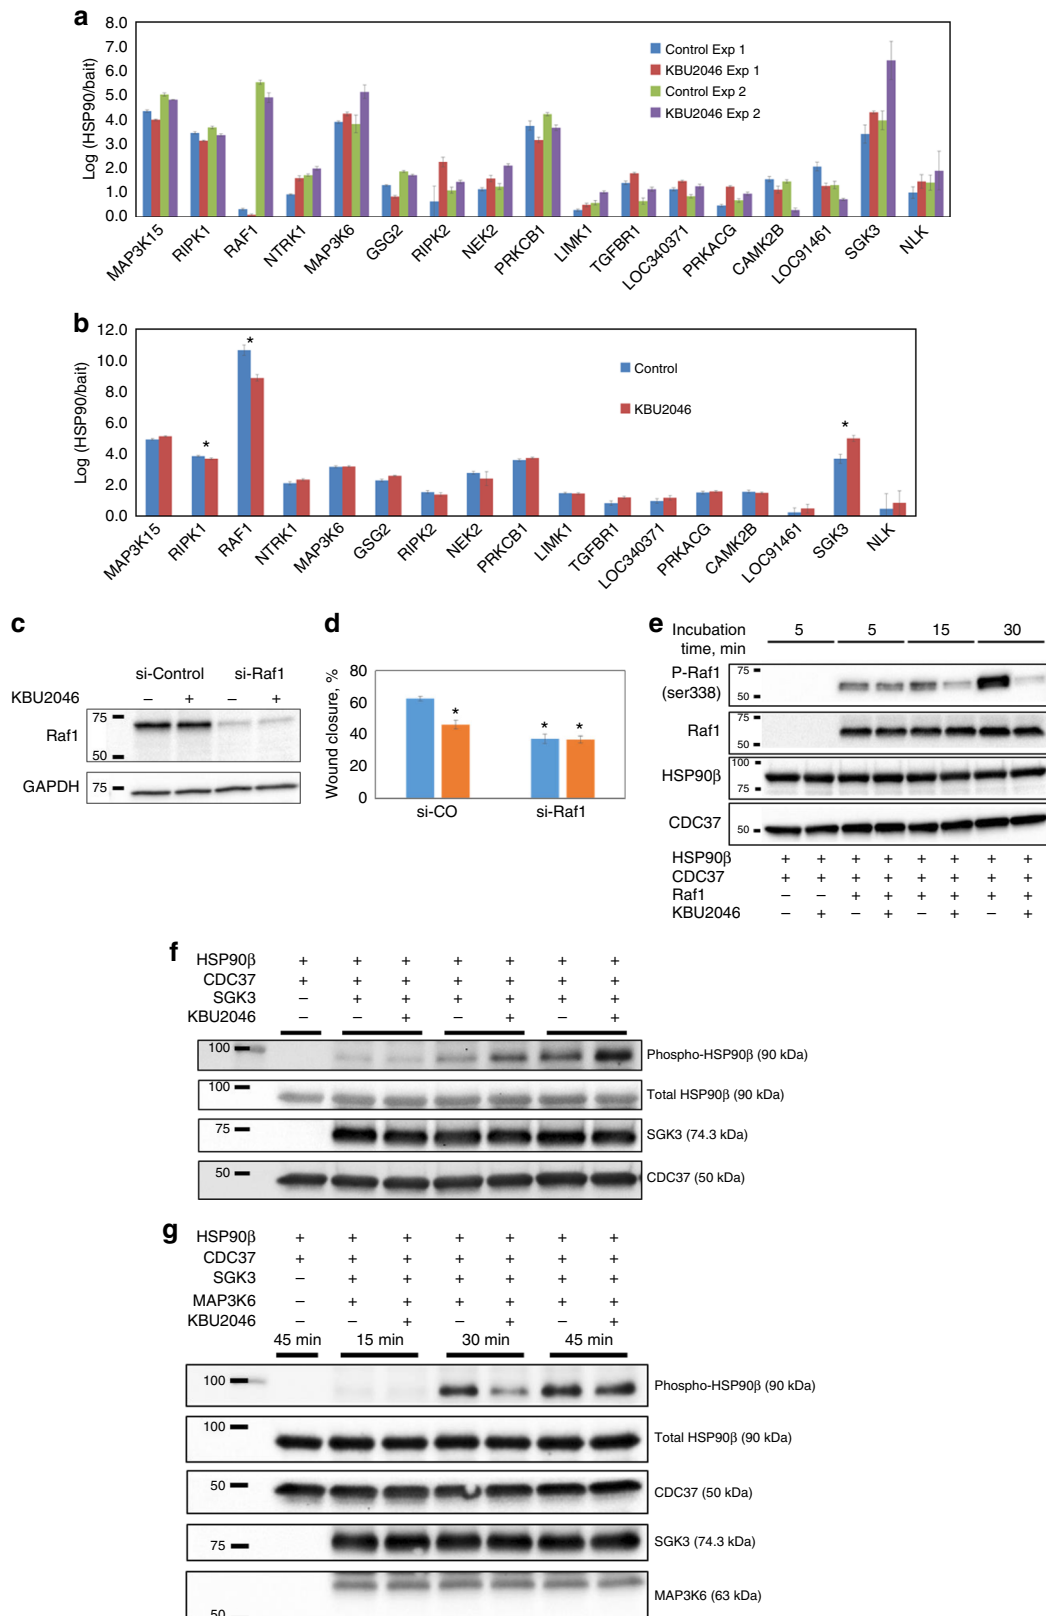 a
8.0
7.0
6.0
5.0
4.0
3.0
2.0
1.0
0.0
Log (HSP90/bait)
Control Exp 1
KBU2046 Exp 1
Control Exp 2
KBU2046 Exp 2
MAP3K15
RIPK1
RAF1
NTRK1
MAP3K6
GSG2
RIPK2
NEK2
PRKCB1
LIMK1
TGFBR1
LOC340371
PRKACG
CAMK2B
LOC91461
SGK3
NLK
b
12.0
10.0
8.0
6.0
4.0
2.0
0.0
Log (HSP90/bait)
Control
KBU2046
* * *
MAP3K15
RIPK1
RAF1
NTRK1
MAP3K6
GSG2
RIPK2
NEK2
PRKCB1
LIMK1
TGFBR1
LOC340371
PRKACG
CAMK2B
LOC91461
SGK3
NLK
c
si-Control si-Raf1
KBU2046 – + – +
Raf1 75
50
GAPDH 75
d
80
60
40
20
0
Wound closure, %
* * *
si-CO si-Raf1
e
Incubation time, min 5 5 15 30
P-Raf1 (ser338) 75 50
Raf1 50
HSP90β 100 75
CDC37 50
HSP90β + + + + + + + +
CDC37 + + + + + + + +
Raf1 – – + + + + + +
KBU2046 – + – + – + – +
f
HSP90β + + + + + + +
CDC37 + + + + + + +
SGK3 – + + + + + +
KBU2046 – – + – + – +
100 Phospho-HSP90β (90 kDa)
100 Total HSP90β (90 kDa)
75 SGK3 (74.3 kDa)
50 CDC37 (50 kDa)
g
HSP90β + + + + + + +
CDC37 + + + + + + +
SGK3 – + + + + + +
MAP3K6 – + + + + + +
KBU2046 – – + – + – +
45 min 15 min 30 min 45 min
100 Phospho-HSP90β (90 kDa)
100 Total HSP90β (90 kDa)
50 CDC37 (50 kDa)
75 SGK3 (74.3 kDa)
MAP3K6 (63 kDa)
50